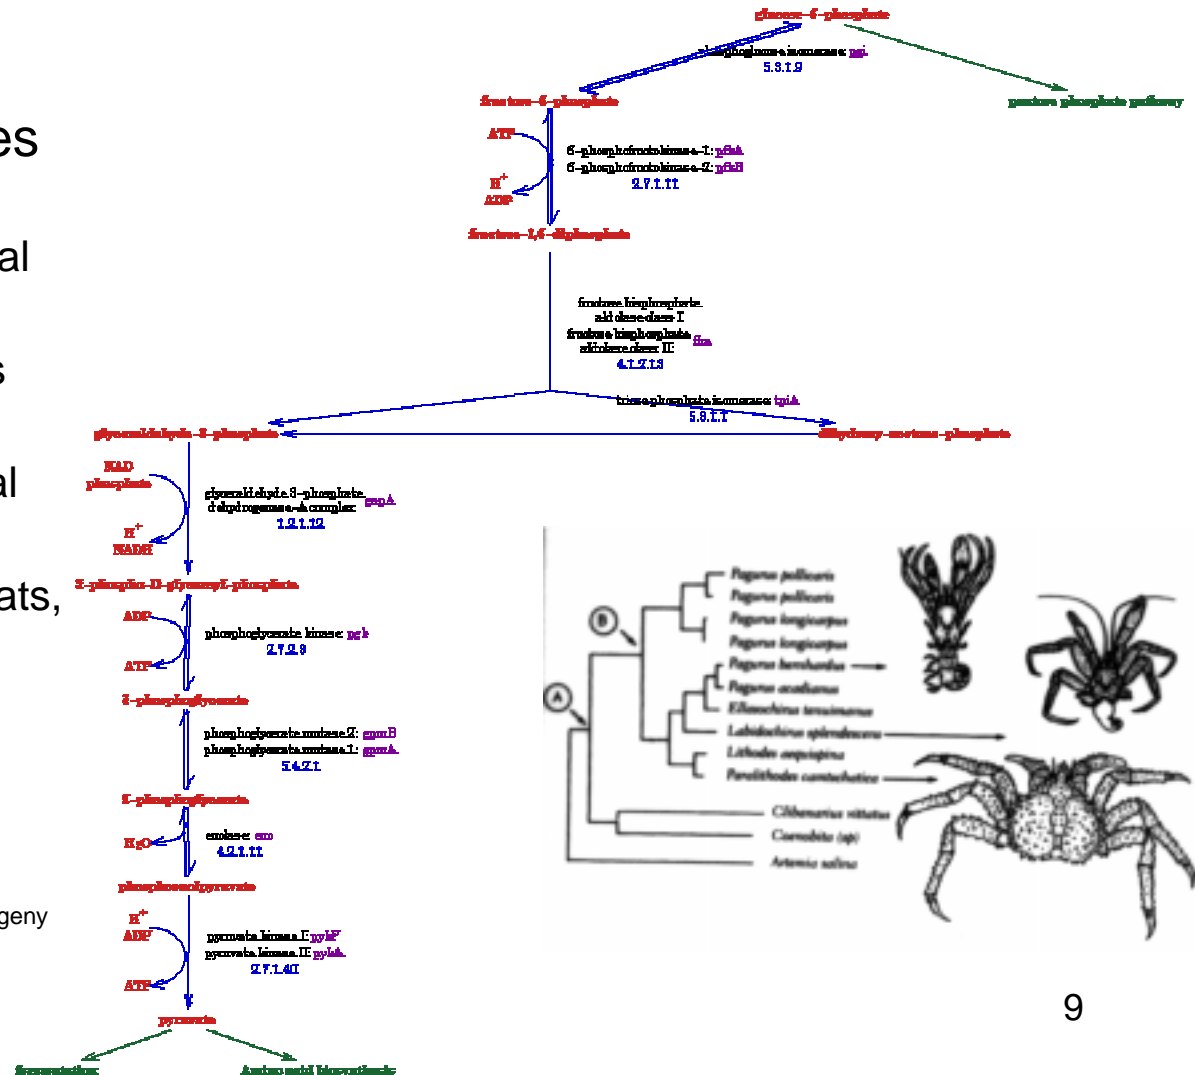 es
al
s
al
ats,
geny
glucose-6-phosphate
phosphoglucose isomerase: pgi
5.3.1.9
fructose-6-phosphate
pentose phosphate pathway
ATP
6-phosphofructokinase-1: pfkA
6-phosphofructokinase-2: pfkB
2.7.1.11
H+
ADP
fructose-1,6-diphosphate
fructose bisphosphate
aldolase class I
fructose bisphosphate
aldolase class II:
fba
4.1.2.13
triose phosphate isomerase: tpiA
5.3.1.1
glyceraldehyde-3-phosphate
dihydroxy-acetone-phosphate
NAD
phosphate
glyceraldehyde 3-phosphate
dehydrogenase-A complex:
gapA
1.2.1.12
H+
NADH
3-phospho-D-glyceroyl-phosphate
ADP
phosphoglycerate kinase: pgk
2.7.2.3
ATP
3-phosphoglycerate
phosphoglycerate mutase 2: gpmB
phosphoglycerate mutase 1: gpmA
5.4.2.1
2-phosphoglycerate
enolase: eno
H2O
4.2.1.11
phosphoenolpyruvate
H+
ADP
pyruvate kinase I: pykF
pyruvate kinase II: pykA
2.7.1.40
ATP
pyruvate
fermentation
Amino acid biosynthesis
A
B
Pagurus pollicaris
Pagurus pollicaris
Pagurus longicarpus
Pagurus longicarpus
Pagurus bernhardus
Pagurus acadianus
Elassochirus tenuimanus
Labidochirus splendescens
Lithodes aequispina
Paralithodes camtschatica
Clibanarius vittatus
Coenobita (sp)
Artemia salina
9